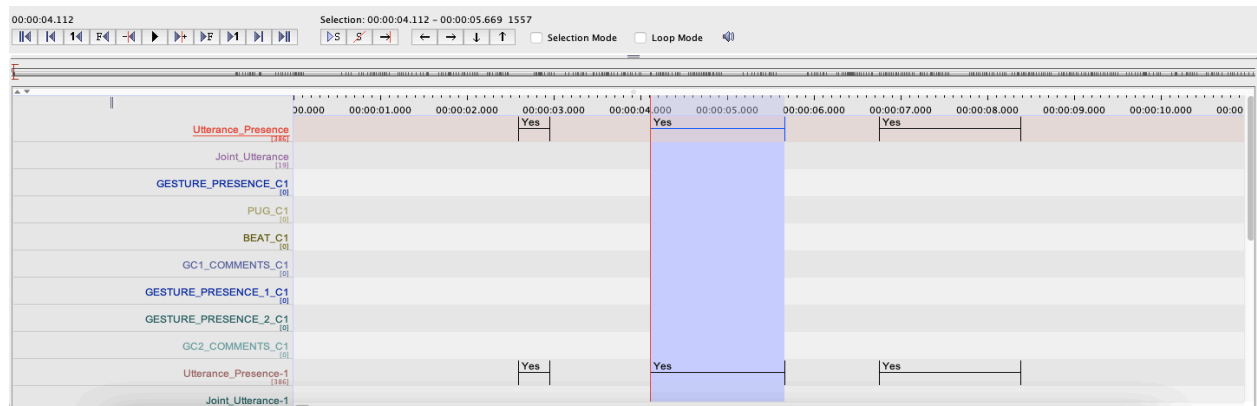 00:00:04.112 Selection: 00:00:04.112 - 00:00:05.669 1557
1 F F 1 S S Selection Mode Loop Mode
00.000 00:00:01.000 00:00:02.000 00:00:03.000 00:00:04.000 00:00:05.000 00:00:06.000 00:00:07.000 00:00:08.000 00:00:09.000 00:00:10.000 00:00
Utterance_Presence Yes Yes Yes
[386]
Joint_Utterance
[19]
GESTURE_PRESENCE_C1
[0]
PUG_C1
[0]
BEAT_C1
[0]
GC1_COMMENTS_C1
[0]
GESTURE_PRESENCE_1_C1
[0]
GESTURE_PRESENCE_2_C1
[0]
GC2_COMMENTS_C1
[0]
Utterance_Presence-1 Yes Yes Yes
[386]
Joint_Utterance-1